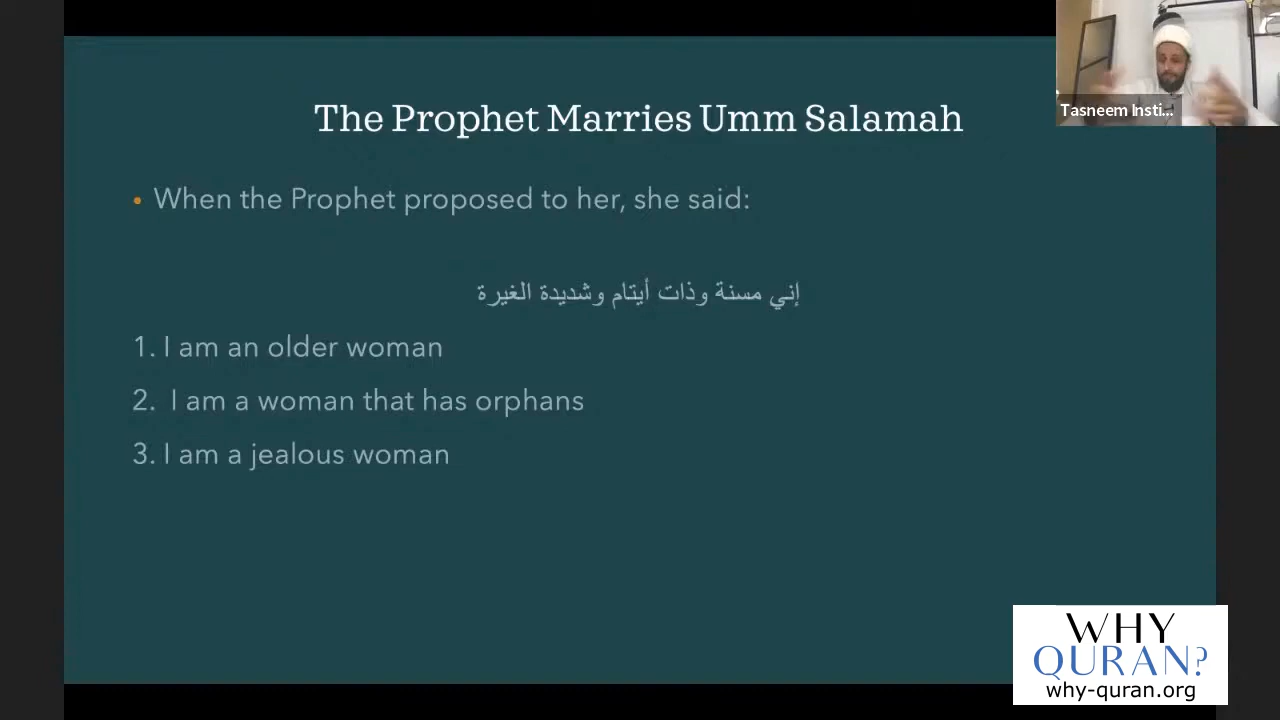 The Prophet Marries Umm Salamah
Tasneem Insti...
• When the Prophet proposed to her, she said:
إني مسنة وذات أيتام وشديدة الغيرة
1. I am an older woman
2. I am a woman that has orphans
3. I am a jealous woman
WHY
QURAN?
why-quran.org